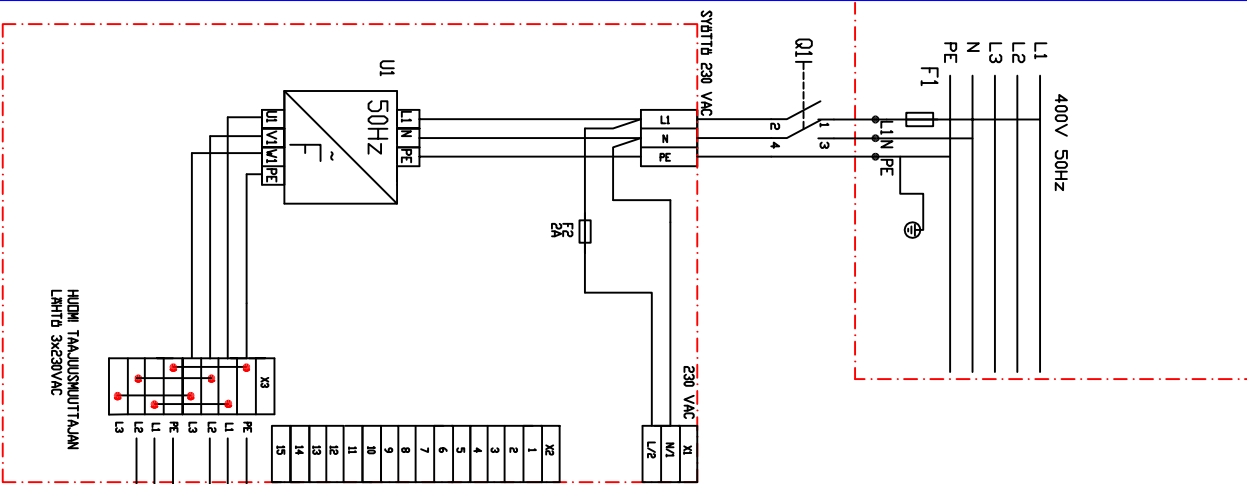 400V 50Hz
L1
L2
L3
N
PE
F1
L1
N
PE
Q1
1
2
3
4
SYÖTTÖ 230 VAC
L1
N
PE
U1
50Hz
L1
N
PE
U1
V1
W1
PE
F2
2A
230 VAC
X1
N/1
L/2
X2
1
2
3
4
5
6
7
8
9
10
11
12
13
14
15
X3
PE
L1
L2
L3
PE
L1
L2
L3
HUOM! TAAJUUSMUUTTAJAN
LÄHTÖ 3x230VAC